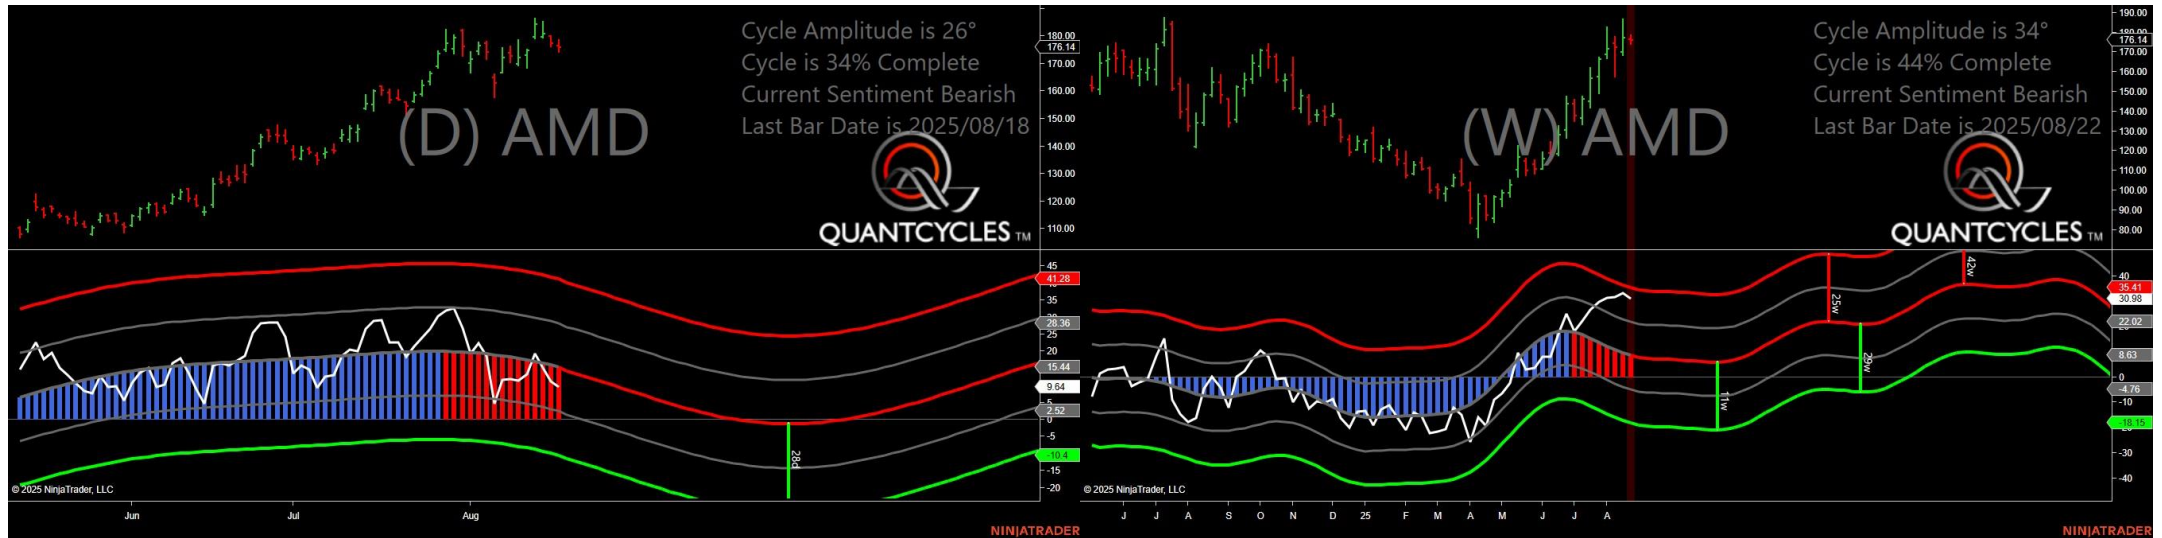 Cycle Amplitude is 26°
Cycle is 34% Complete
Current Sentiment Bearish
Last Bar Date is 2025/08/18
(D) AMD
QUANTCYCLES TM
180.00
176.14
170.00
160.00
150.00
140.00
130.00
120.00
110.00
45
41.28
35
28.36
25
20
15.44
9.64
5
2.52
0
-5
-10.4
-15
-20
28d
© 2025 NinjaTrader, LLC
Jun
Jul
Aug
NINJATRADER
Cycle Amplitude is 34°
Cycle is 44% Complete
Current Sentiment Bearish
Last Bar Date is 2025/08/22
(W) AMD
QUANTCYCLES TM
190.00
180.00
176.14
170.00
160.00
150.00
140.00
130.00
120.00
110.00
100.00
90.00
80.00
25w
42w
11w
29w
40
35.41
30.98
22.02
8.63
0
-4.76
-10
-18.15
-30
-40
© 2025 NinjaTrader, LLC
J J A S O N D 25 F M A M J J A
NINJATRADER